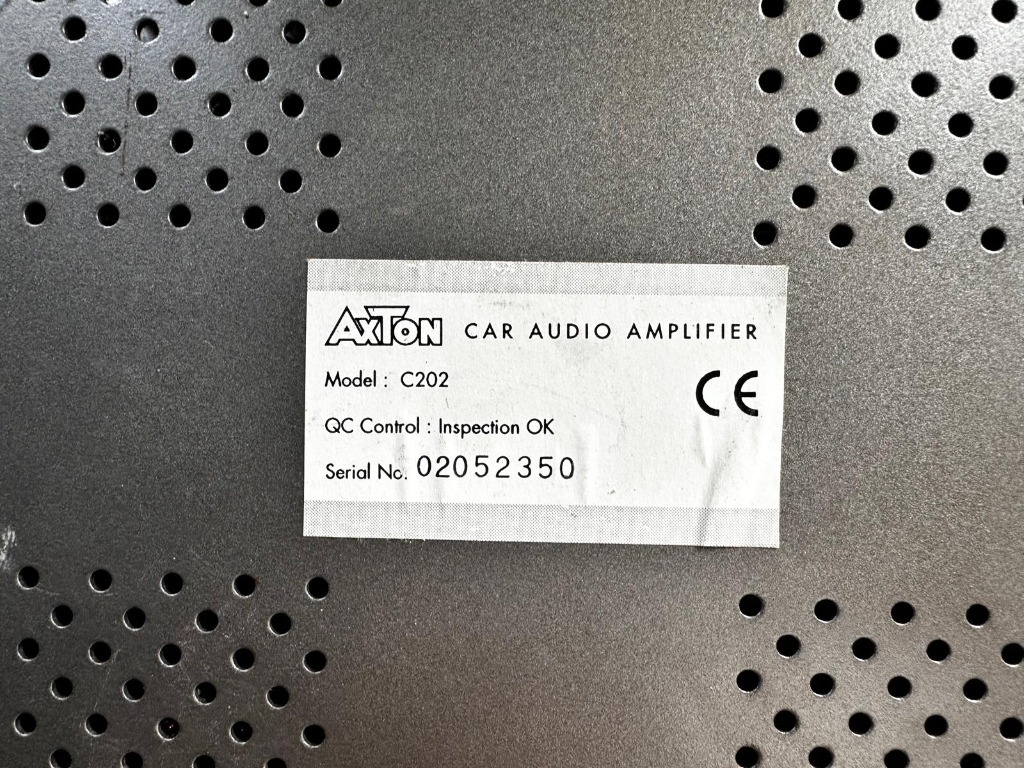 AXTON CAR AUDIO AMPLIFIER
Model : C202
CE
QC Control : Inspection OK
Serial No. 02052350